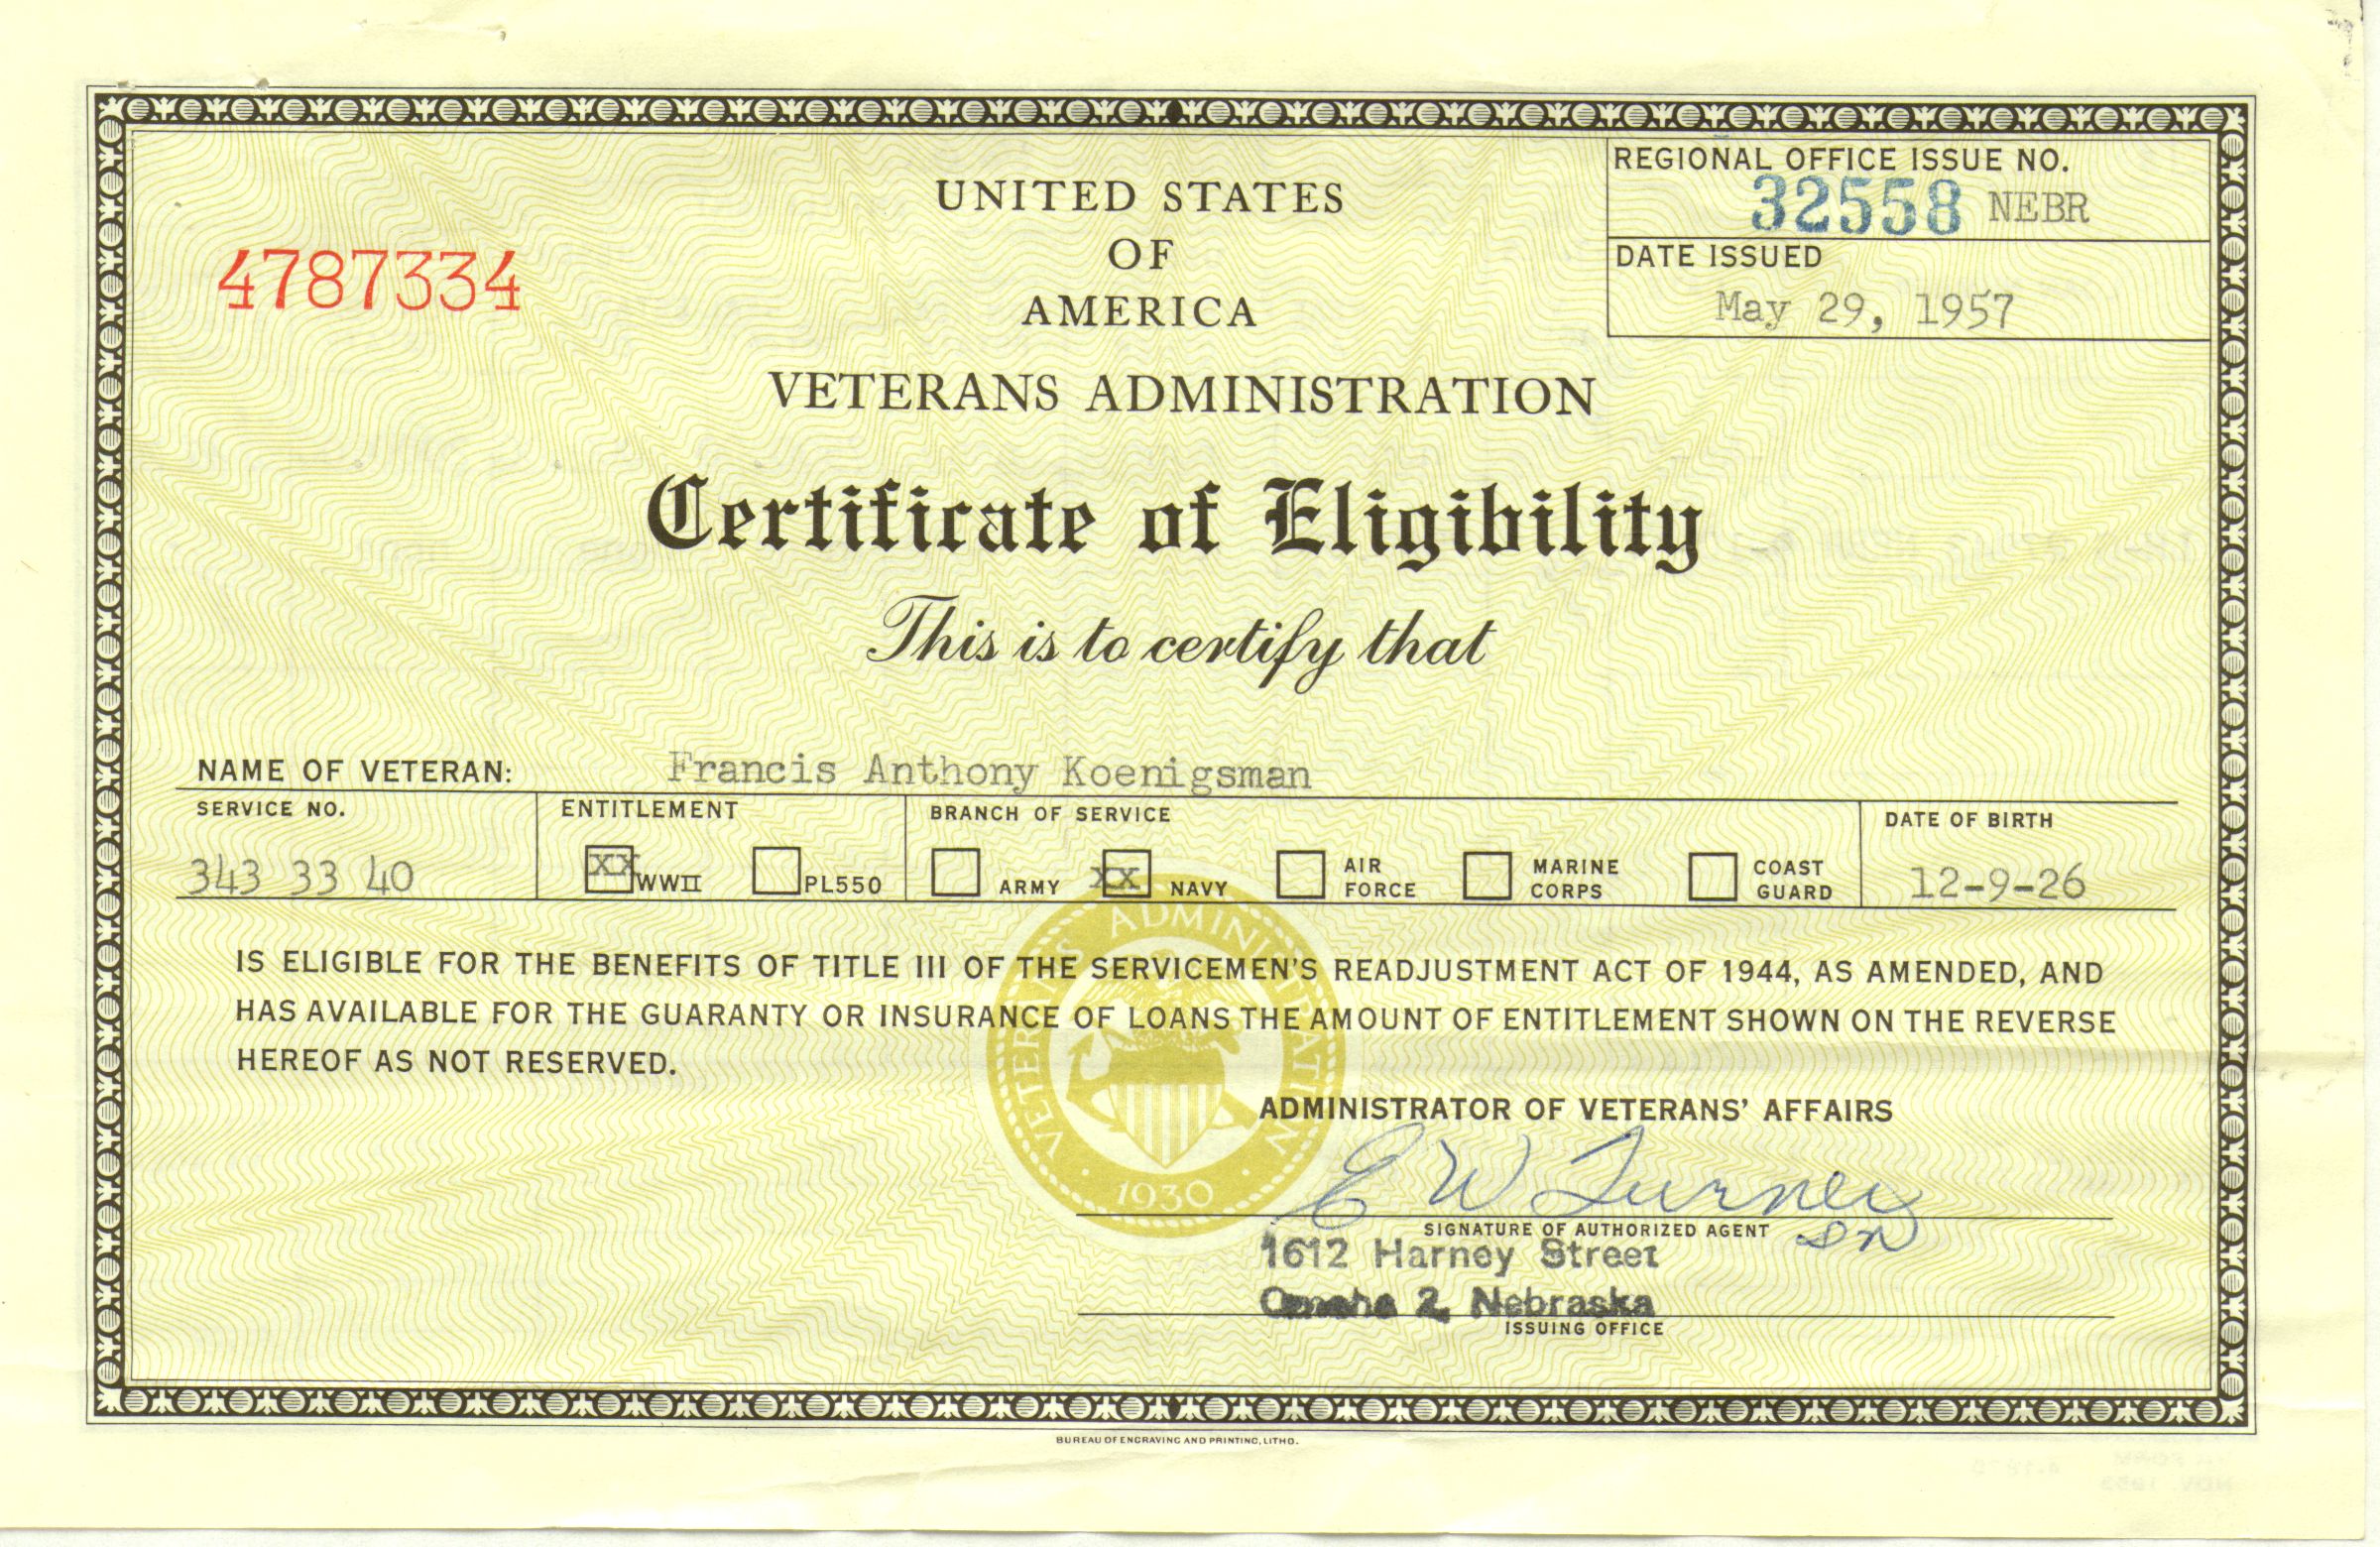 REGIONAL OFFICE ISSUE NO.
32558 NEBR
DATE ISSUED
May 29, 1957
4787334
UNITED STATES
OF
AMERICA
VETERANS ADMINISTRATION
Certificate of Eligibility
This is to certify that
NAME OF VETERAN: Francis Anthony Koenigsman
SERVICE NO. ENTITLEMENT BRANCH OF SERVICE DATE OF BIRTH
343 33 40 XX WWII PL550 ARMY XX NAVY AIR FORCE MARINE CORPS COAST GUARD 12-9-26
IS ELIGIBLE FOR THE BENEFITS OF TITLE III OF THE SERVICEMEN'S READJUSTMENT ACT OF 1944, AS AMENDED, AND
HAS AVAILABLE FOR THE GUARANTY OR INSURANCE OF LOANS THE AMOUNT OF ENTITLEMENT SHOWN ON THE REVERSE
HEREOF AS NOT RESERVED.
VETERANS ADMINISTRATION
1930
ADMINISTRATOR OF VETERANS' AFFAIRS
E W Turner
SIGNATURE OF AUTHORIZED AGENT
1612 Harney Street
Omaha 2, Nebraska
ISSUING OFFICE
BUREAU OF ENGRAVING AND PRINTING, LITHO.